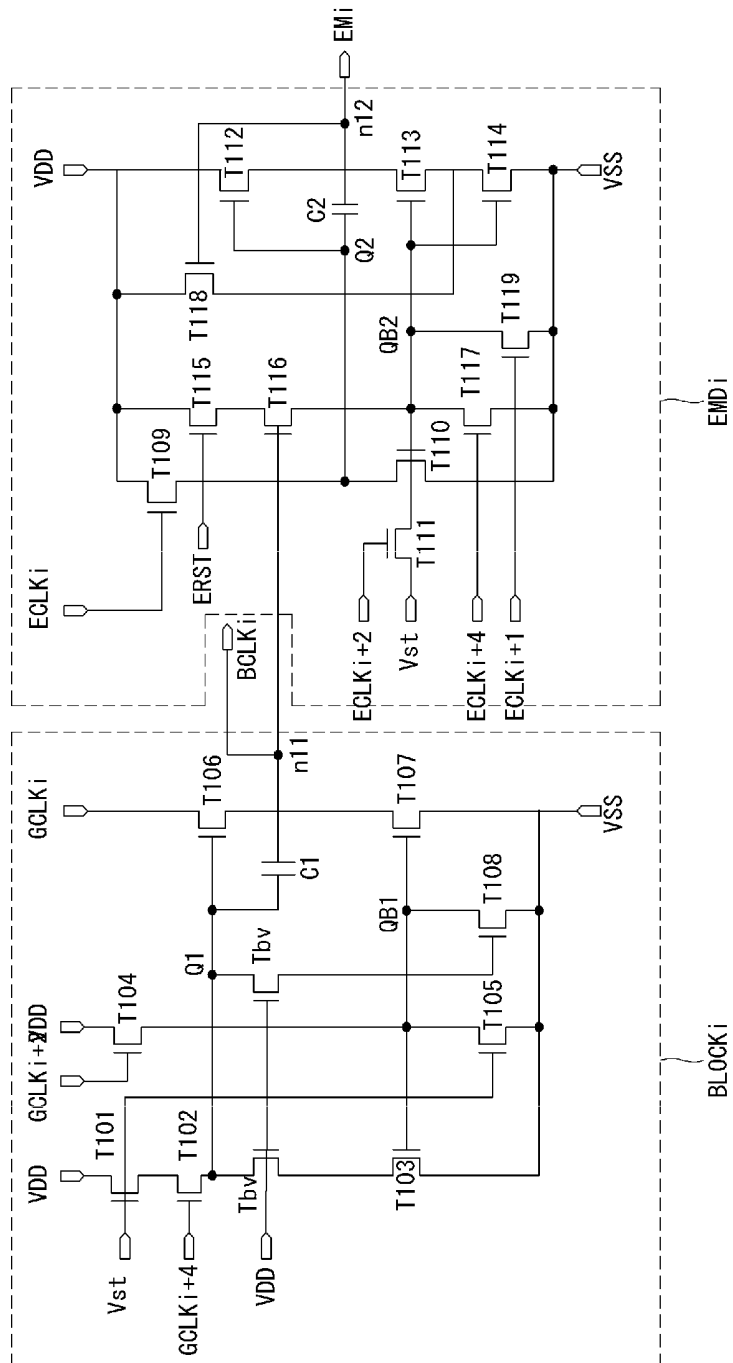 EMi
VDD
T112
n12
C2
Q2
T113
T114
VSS
T118
T119
QB2
T115
T116
T117
T109
T110
T111
ECLKi
ERST
ECLKi+2
Vst
ECLKi+4
ECLKi+1
EMDi
BCLKi
n11
GCLKi
T106
T107
VSS
C1
Q1
QB1
Tbv
T108
VDD
T104
T105
T101
T102
VDD
Tbv
T103
Vst
GCLKi+4
VDD
BLOCKi